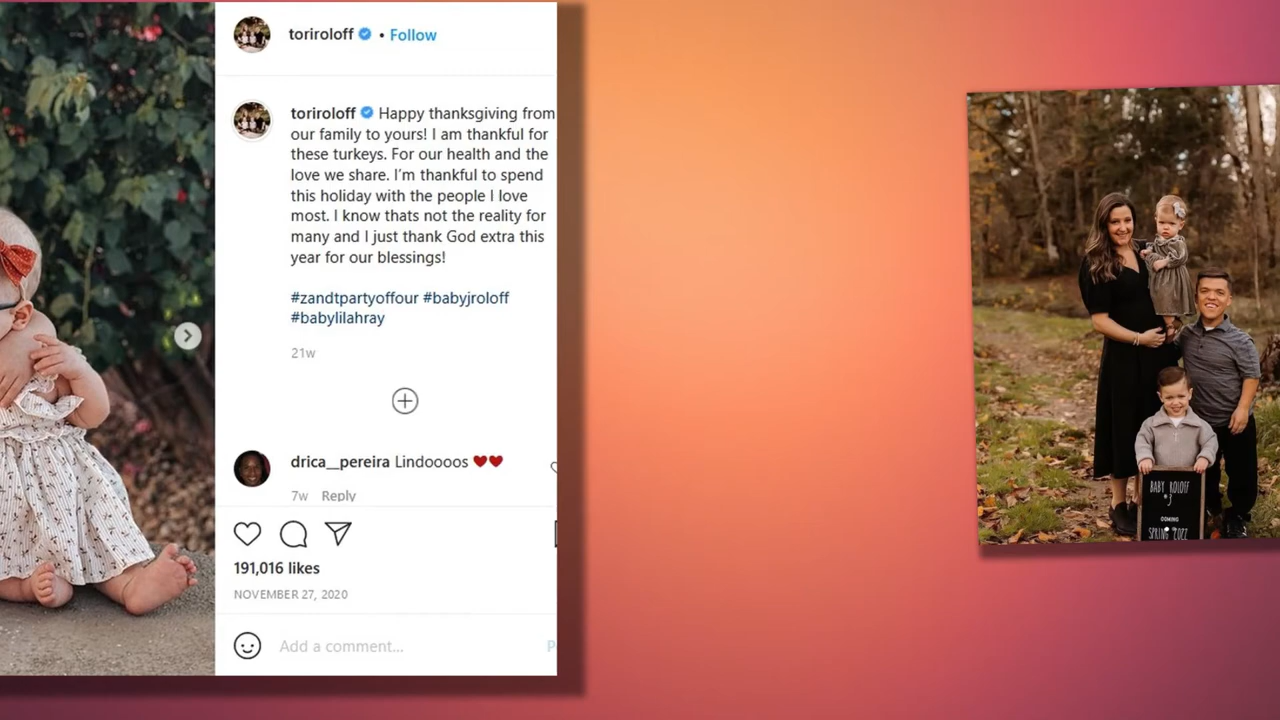 toriroloff • Follow
toriroloff Happy thanksgiving from
our family to yours! I am thankful for
these turkeys. For our health and the
love we share. I'm thankful to spend
this holiday with the people I love
most. I know thats not the reality for
many and I just thank God extra this
year for our blessings!
#zandtpartyoffour #babyjroloff
#babylilahray
21w
drica__pereira Lindoooos ♥♥
7w Reply
191,016 likes
NOVEMBER 27, 2020
Add a comment...
BABY ROLOFF
#3
COMING
SPRING 2022